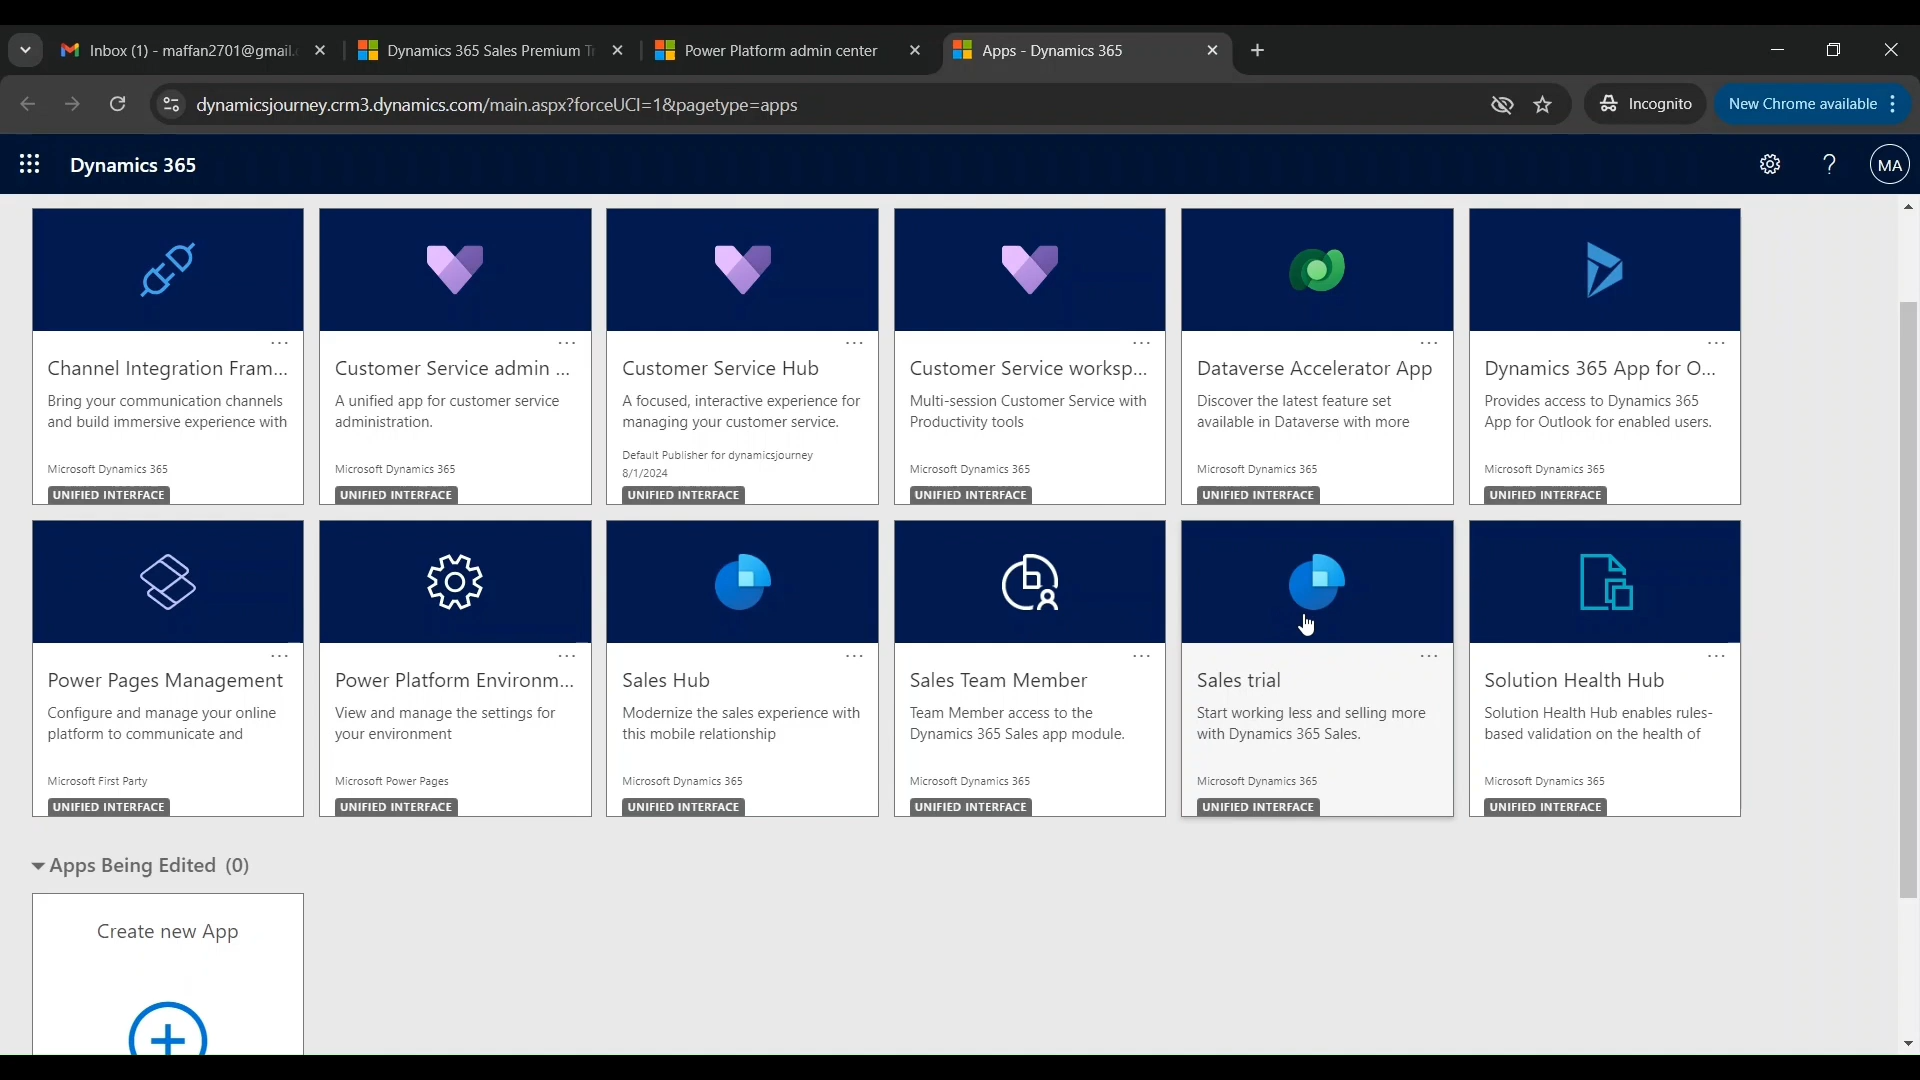 Inbox (1) - maffan2701@gmail.
Dynamics 365 Sales Premium T
Power Platform admin center
Apps - Dynamics 365
dynamicsjourney.crm3.dynamics.com/main.aspx?forceUCI=1&pagetype=apps
Incognito
New Chrome available
Dynamics 365
?
MA
Channel Integration Fram...
Bring your communication channels
and build immersive experience with
Microsoft Dynamics 365
UNIFIED INTERFACE
Customer Service admin ...
A unified app for customer service
administration.
Microsoft Dynamics 365
UNIFIED INTERFACE
Customer Service Hub
A focused, interactive experience for
managing your customer service.
Default Publisher for dynamicsjourney
8/1/2024
UNIFIED INTERFACE
Customer Service worksp...
Multi-session Customer Service with
Productivity tools
Microsoft Dynamics 365
UNIFIED INTERFACE
Dataverse Accelerator App
Discover the latest feature set
available in Dataverse with more
Microsoft Dynamics 365
UNIFIED INTERFACE
Dynamics 365 App for O...
Provides access to Dynamics 365
App for Outlook for enabled users.
Microsoft Dynamics 365
UNIFIED INTERFACE
Power Pages Management
Configure and manage your online
platform to communicate and
Microsoft First Party
UNIFIED INTERFACE
Power Platform Environm...
View and manage the settings for
your environment
Microsoft Power Pages
UNIFIED INTERFACE
Sales Hub
Modernize the sales experience with
this mobile relationship
Microsoft Dynamics 365
UNIFIED INTERFACE
Sales Team Member
Team Member access to the
Dynamics 365 Sales app module.
Microsoft Dynamics 365
UNIFIED INTERFACE
Sales trial
Start working less and selling more
with Dynamics 365 Sales.
Microsoft Dynamics 365
UNIFIED INTERFACE
Solution Health Hub
Solution Health Hub enables rules-
based validation on the health of
Microsoft Dynamics 365
UNIFIED INTERFACE
Apps Being Edited (0)
Create new App